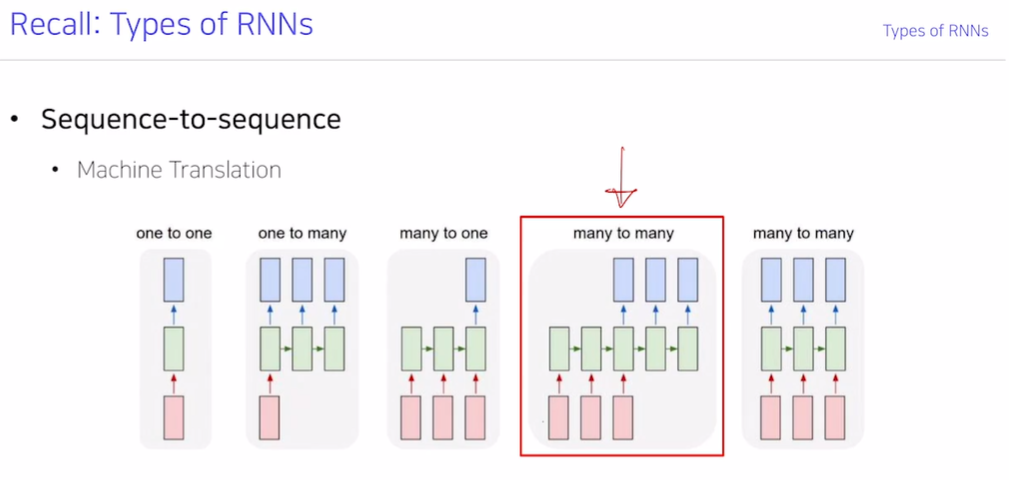 Recall: Types of RNNs
Types of RNNs
• Sequence-to-sequence
• Machine Translation
one to one one to many many to one many to many many to many